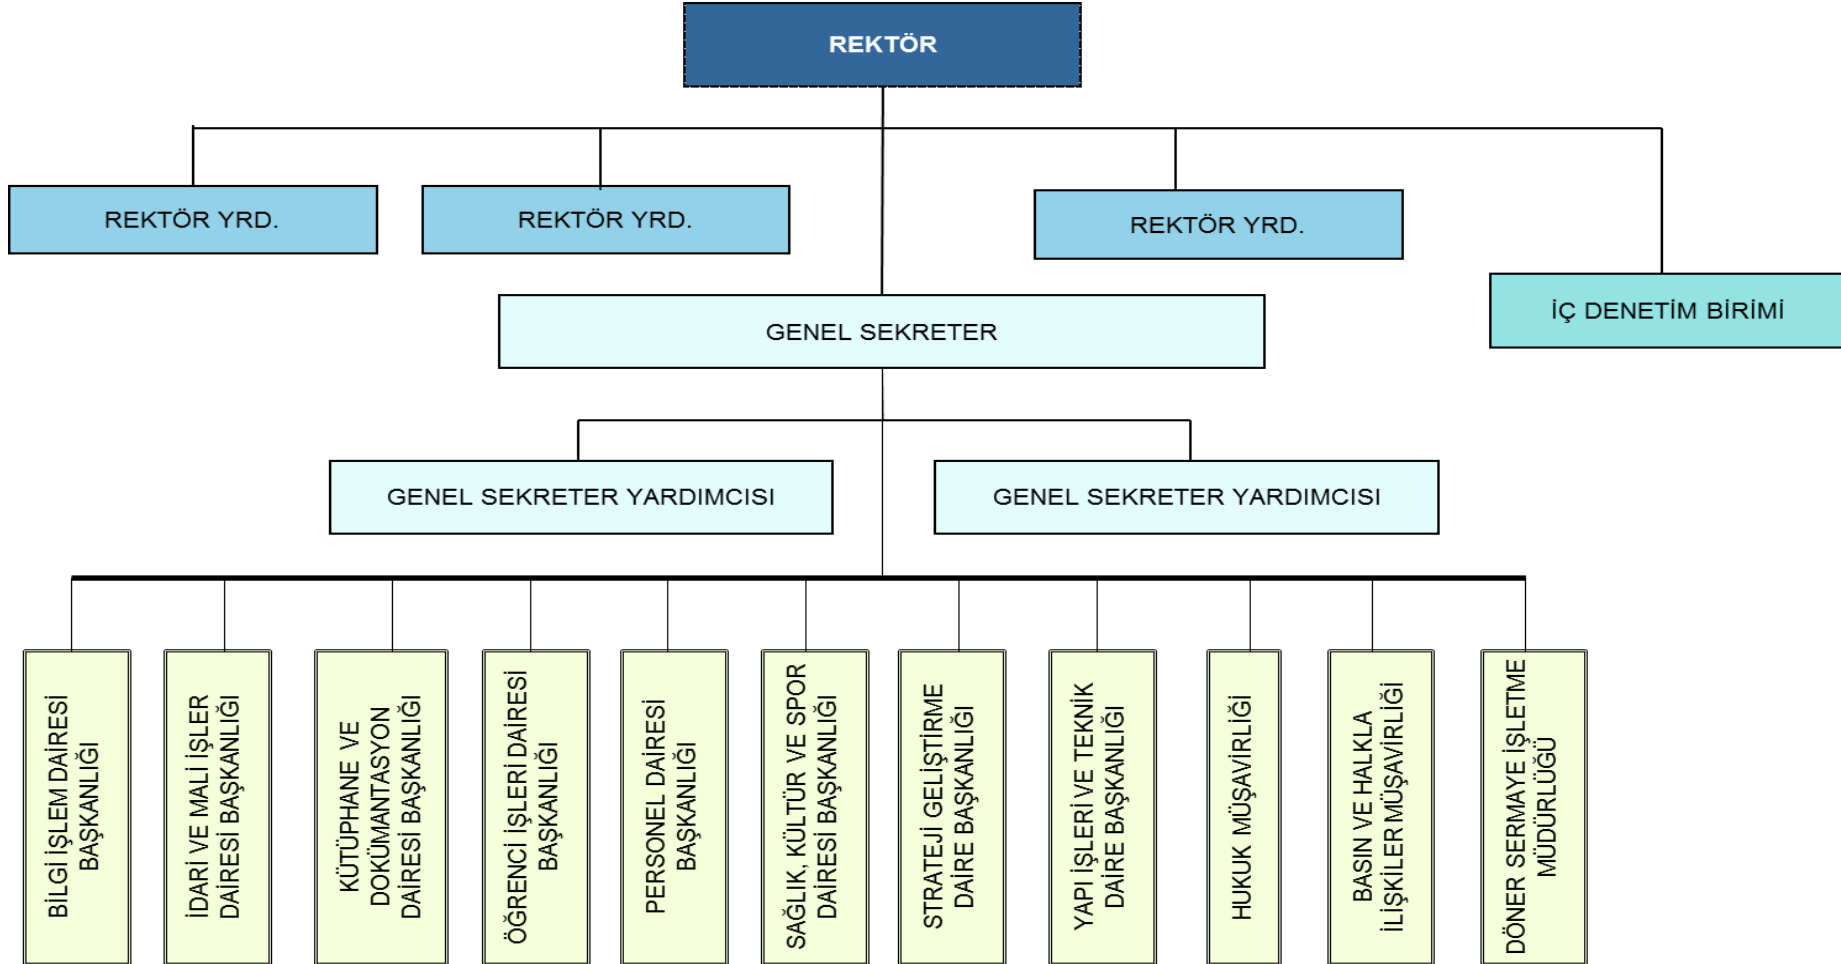 REKTÖR
REKTÖR YRD.
REKTÖR YRD.
REKTÖR YRD.
İÇ DENETİM BİRİMİ
GENEL SEKRETER
GENEL SEKRETER YARDIMCISI
GENEL SEKRETER YARDIMCISI
BİLGİ İŞLEM DAİRESİ
BAŞKANLIĞI
İDARİ VE MALİ İŞLER
DAİRESİ BAŞKANLIĞI
KÜTÜPHANE VE
DOKÜMANTASYON
DAİRESİ BAŞKANLIĞI
ÖĞRENCİ İŞLERİ DAİRESİ
BAŞKANLIĞI
PERSONEL DAİRESİ
BAŞKANLIĞI
SAĞLIK, KÜLTÜR VE SPOR
DAİRESİ BAŞKANLIĞI
STRATEJİ GELİŞTİRME
DAİRE BAŞKANLIĞI
YAPI İŞLERİ VE TEKNİK
DAİRE BAŞKANLIĞI
HUKUK MÜŞAVİRLİĞİ
BASIN VE HALKLA
İLİŞKİLER MÜŞAVİRLİĞİ
DÖNER SERMAYE İŞLETME
MÜDÜRLÜĞÜ